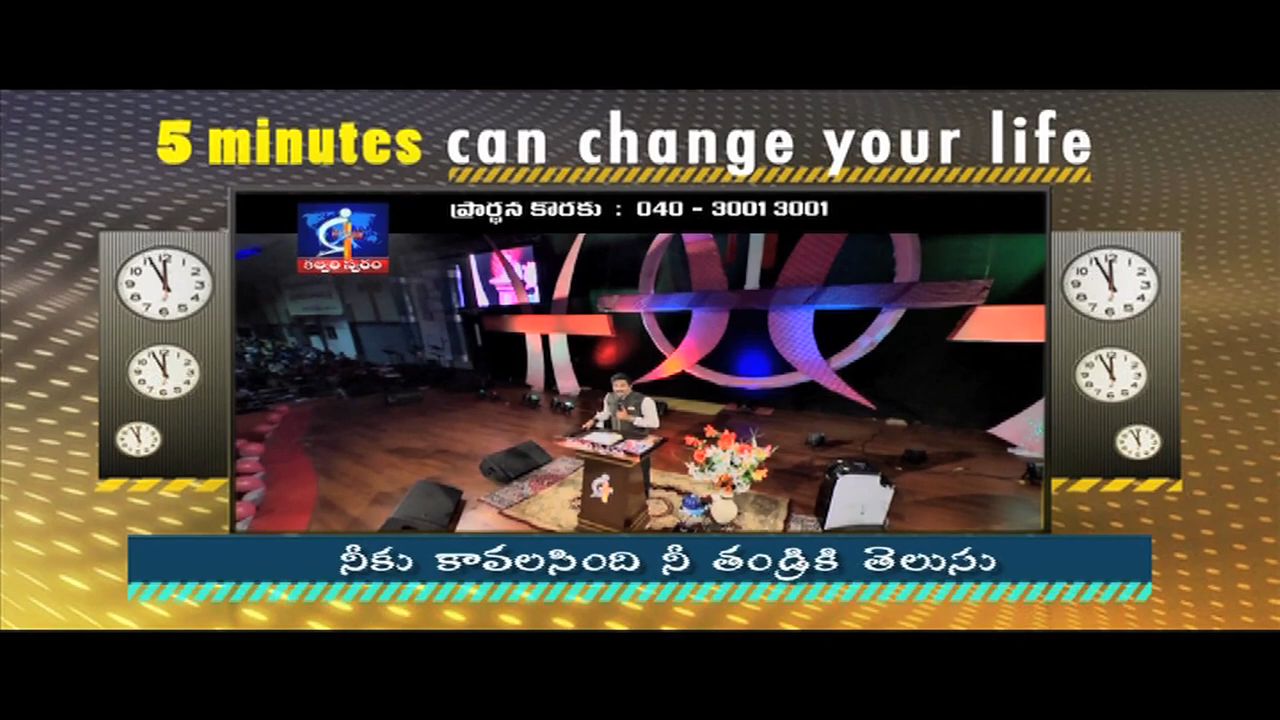 5 minutes can change your life
ప్రార్థన కొరకు : 040 - 3001 3001
నీకు కావలసింది నీ తండ్రికి తెలుసు